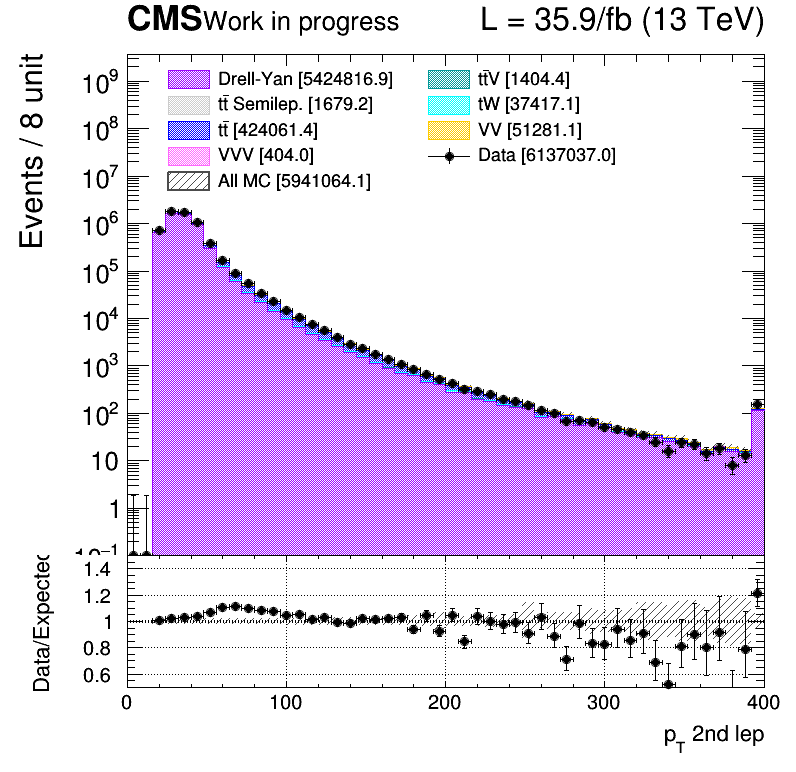 CMS Work in progress L = 35.9/fb (13 TeV)
Events / 8 unit
Drell-Yan [5424816.9]
tt̄ Semilep. [1679.2]
tt̄ [424061.4]
VVV [404.0]
All MC [5941064.1]
tt̄V [1404.4]
tW [37417.1]
VV [51281.1]
Data [6137037.0]
10⁹
10⁸
10⁷
10⁶
10⁵
10⁴
10³
10²
10
1
10⁻¹
Data/Expected
1.4
1.2
1
0.8
0.6
0 100 200 300 400
p_T 2nd lep